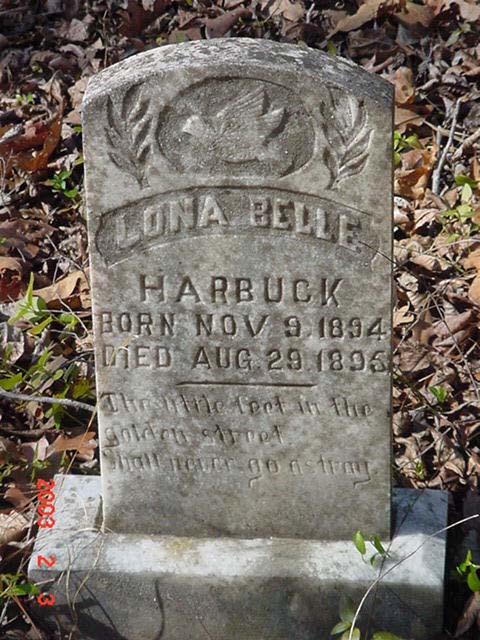 LONA BELLE
HARBUCK
BORN NOV 9, 1894
DIED AUG. 29. 1895
The little feet in the
golden street
Shall never go astray
2003 2 3